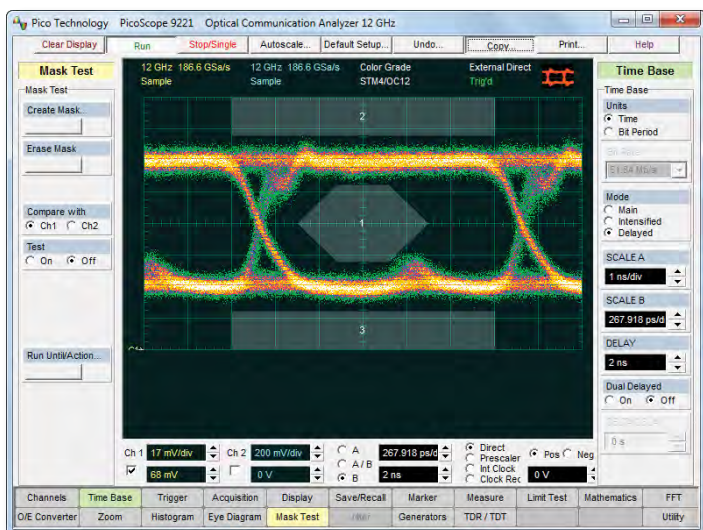 Pico Technology PicoScope 9221 Optical Communication Analyzer 12 GHz
Clear Display Run Stop/Single Autoscale... Default Setup... Undo... Copy... Print... Help
Mask Test
Mask Test
Create Mask...
Erase Mask
Compare with
Ch1 Ch2
Test
On Off
Run Until/Action...
12 GHz 186.6 GSa/s 12 GHz 186.6 GSa/s Color Grade External Direct
Sample Sample STM4/OC12 Trig'd
2
1
3
Time Base
Time Base
Units
Time
Bit Period
51.84 Mb/s
Mode
Main
Intensified
Delayed
SCALE A
1 ns/div
SCALE B
267.918 ps/d
DELAY
2 ns
Dual Delayed
On Off
0 s
Ch 1 17 mV/div Ch 2 200 mV/div A 267.918 ps/d Direct Pos Neg
A / B Prescaler
68 mV 0 V B 2 ns Int Clock 0 V
Clock Rec
Channels Time Base Trigger Acquisition Display Save/Recall Marker Measure Limit Test Mathematics FFT
O/E Converter Zoom Histogram Eye Diagram Mask Test Generators TDR / TDT Utility